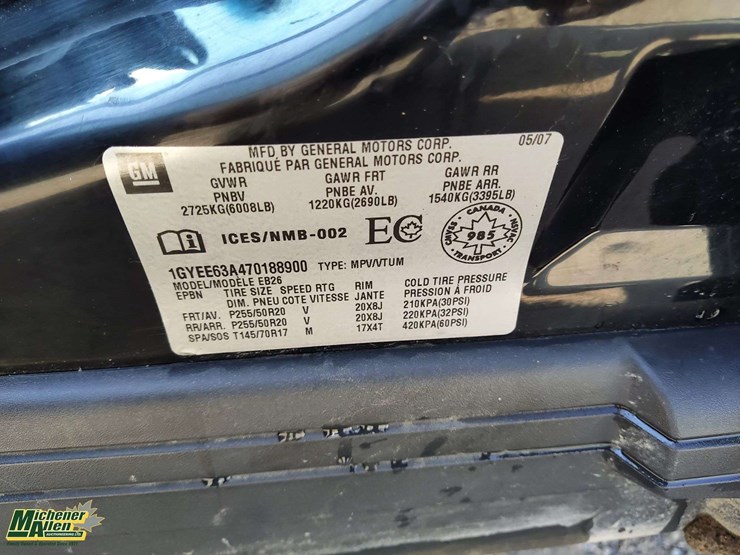 MFD BY GENERAL MOTORS CORP. 05/07
FABRIQUÉ PAR GENERAL MOTORS CORP.
GM
GVWR GAWR FRT GAWR RR
PNBV PNBE AV. PNBE ARR.
2725KG(6008LB) 1220KG(2690LB) 1540KG(3395LB)
ICES/NMB-002 EC CANADA 985 TRANSPORT
1GYEE63A470188900 TYPE: MPV/VTUM
MODEL/MODÈLE EB26
EPBN TIRE SIZE SPEED RTG RIM COLD TIRE PRESSURE
DIM. PNEU COTE VITESSE JANTE PRESSION À FROID
FRT/AV. P255/50R20 V 20X8J 210KPA(30PSI)
RR/ARR. P255/50R20 V 20X8J 220KPA(32PSI)
SPA/SOS T145/70R17 M 17X4T 420KPA(60PSI)
Michener
Allen
AUCTIONEERING LTD.